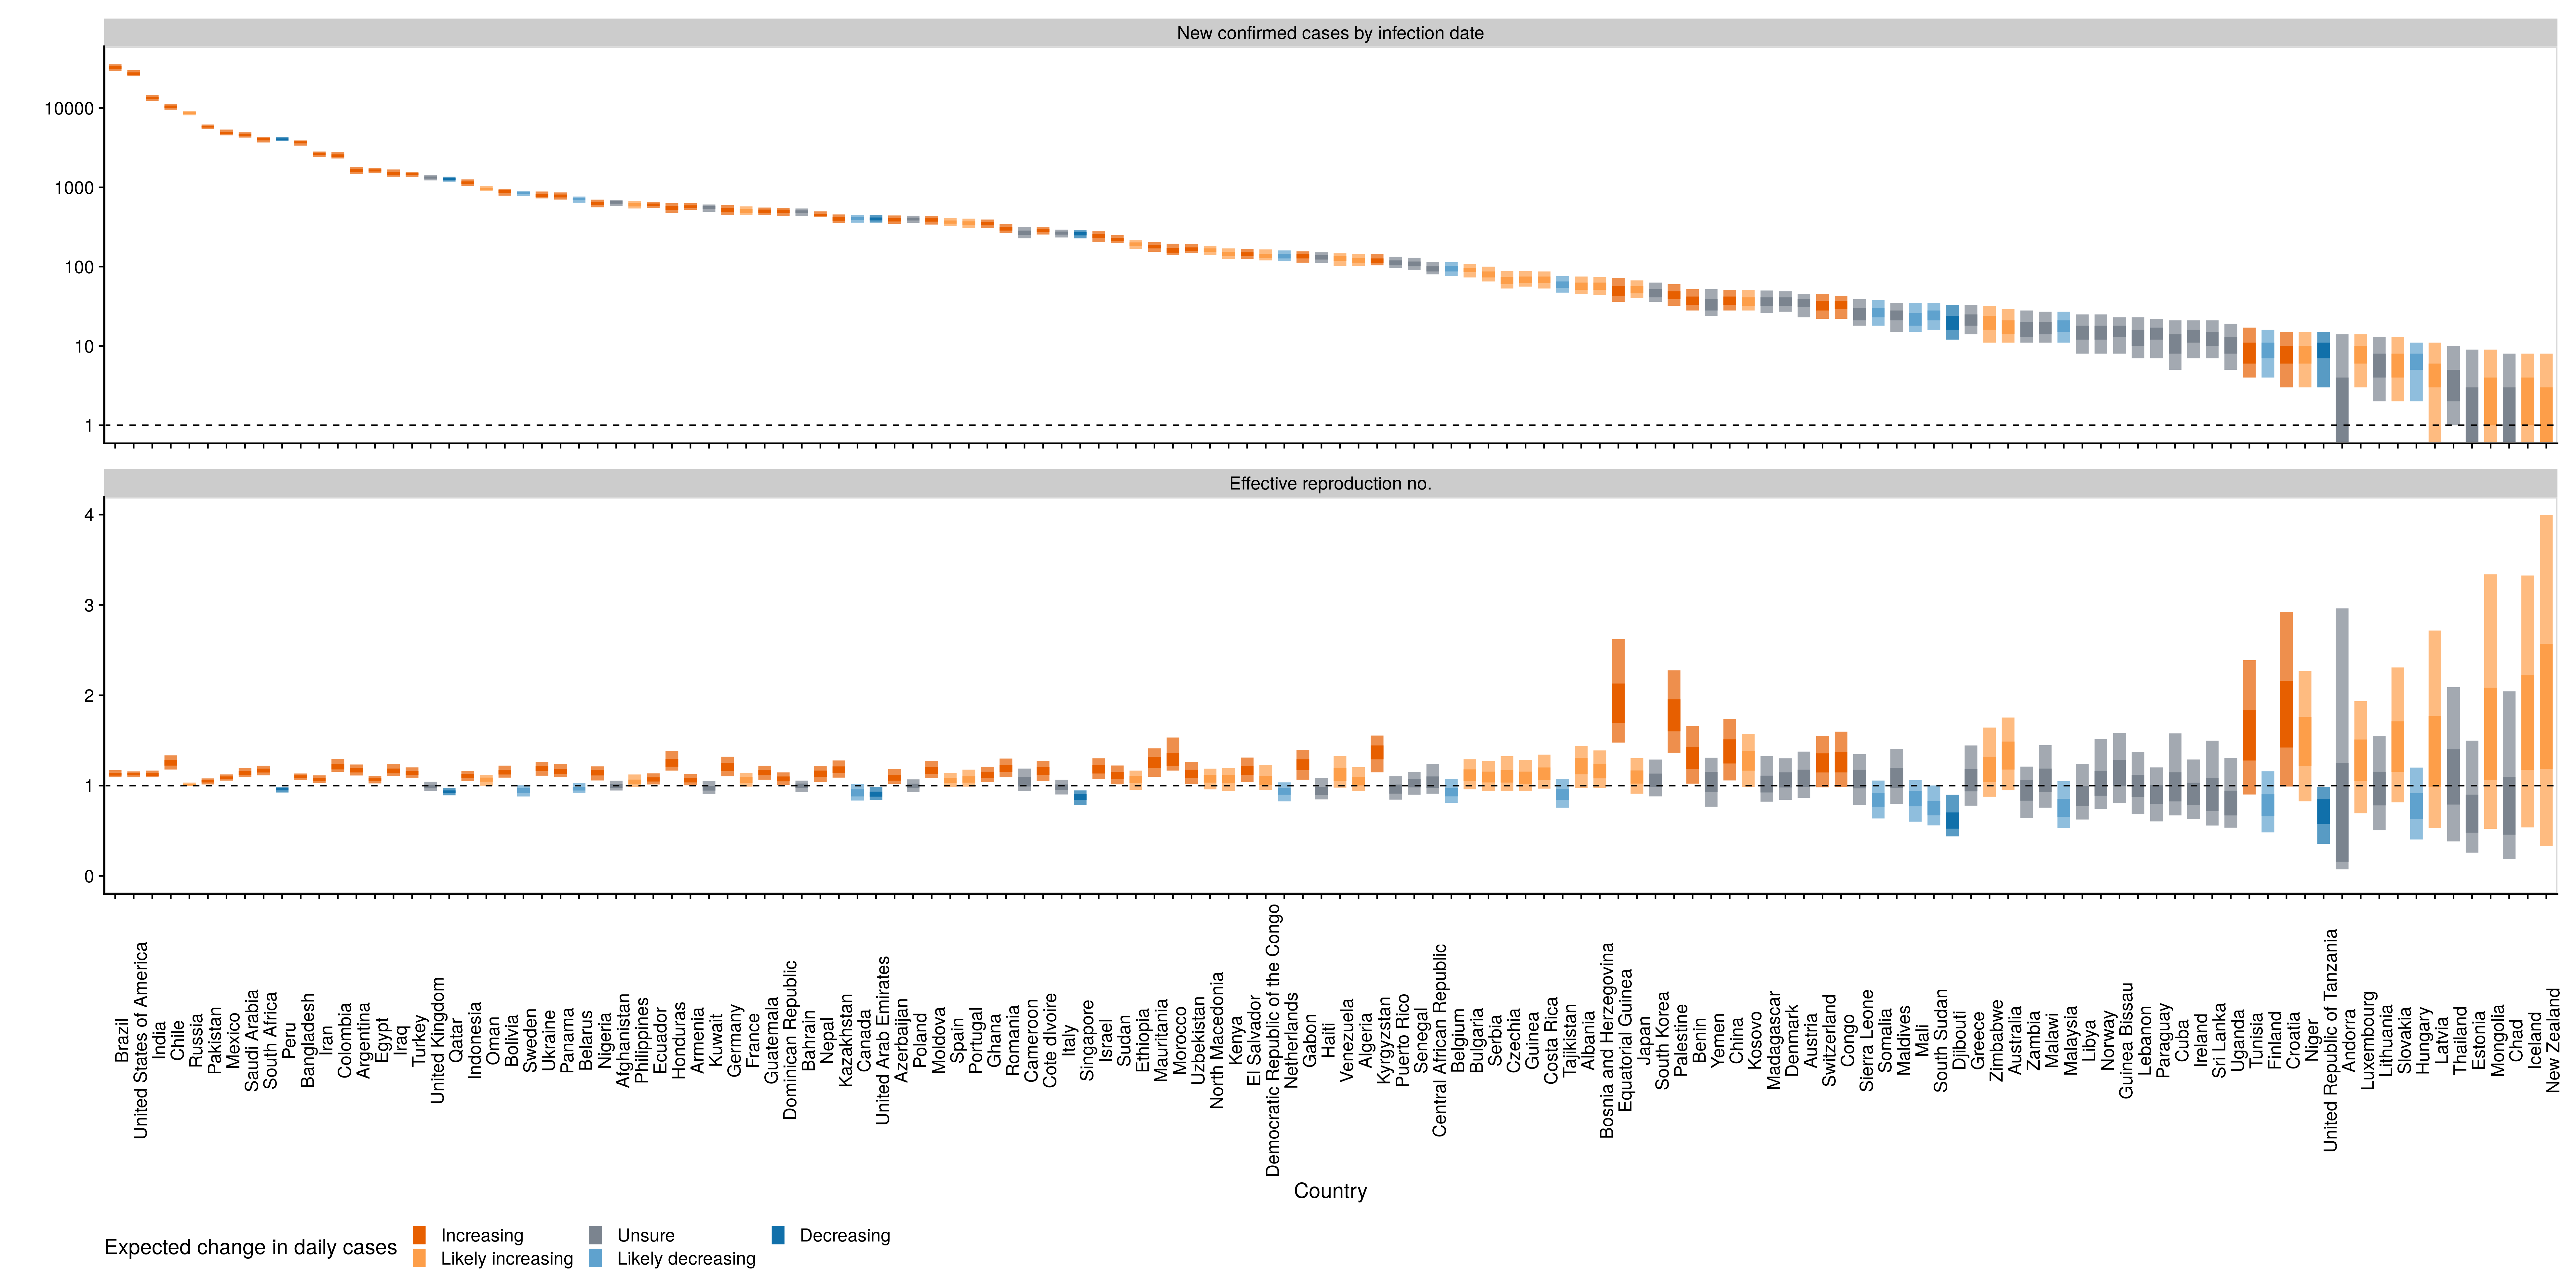 New confirmed cases by infection date
10000
1000
100
10
1
Effective reproduction no.
4
3
2
1
0
Brazil
United States of America
India
Chile
Russia
Pakistan
Mexico
Saudi Arabia
South Africa
Peru
Bangladesh
Iran
Colombia
Argentina
Egypt
Iraq
Turkey
United Kingdom
Qatar
Indonesia
Oman
Bolivia
Sweden
Ukraine
Panama
Belarus
Nigeria
Afghanistan
Philippines
Ecuador
Honduras
Armenia
Kuwait
Germany
France
Guatemala
Dominican Republic
Bahrain
Nepal
Kazakhstan
Canada
United Arab Emirates
Azerbaijan
Poland
Moldova
Spain
Portugal
Ghana
Romania
Cameroon
Cote dIvoire
Italy
Singapore
Israel
Sudan
Ethiopia
Mauritania
Morocco
Uzbekistan
North Macedonia
Kenya
El Salvador
Democratic Republic of the Congo
Netherlands
Gabon
Haiti
Venezuela
Algeria
Kyrgyzstan
Puerto Rico
Senegal
Central African Republic
Belgium
Bulgaria
Serbia
Czechia
Guinea
Costa Rica
Tajikistan
Albania
Bosnia and Herzegovina
Equatorial Guinea
Japan
South Korea
Palestine
Benin
Yemen
China
Kosovo
Madagascar
Denmark
Austria
Switzerland
Congo
Sierra Leone
Somalia
Maldives
Mali
South Sudan
Djibouti
Greece
Zimbabwe
Australia
Zambia
Malawi
Malaysia
Libya
Norway
Guinea Bissau
Lebanon
Paraguay
Cuba
Ireland
Sri Lanka
Uganda
Tunisia
Finland
Croatia
Niger
United Republic of Tanzania
Andorra
Luxembourg
Lithuania
Slovakia
Hungary
Latvia
Thailand
Estonia
Mongolia
Chad
Iceland
New Zealand
Country
Expected change in daily cases
Increasing
Unsure
Decreasing
Likely increasing
Likely decreasing